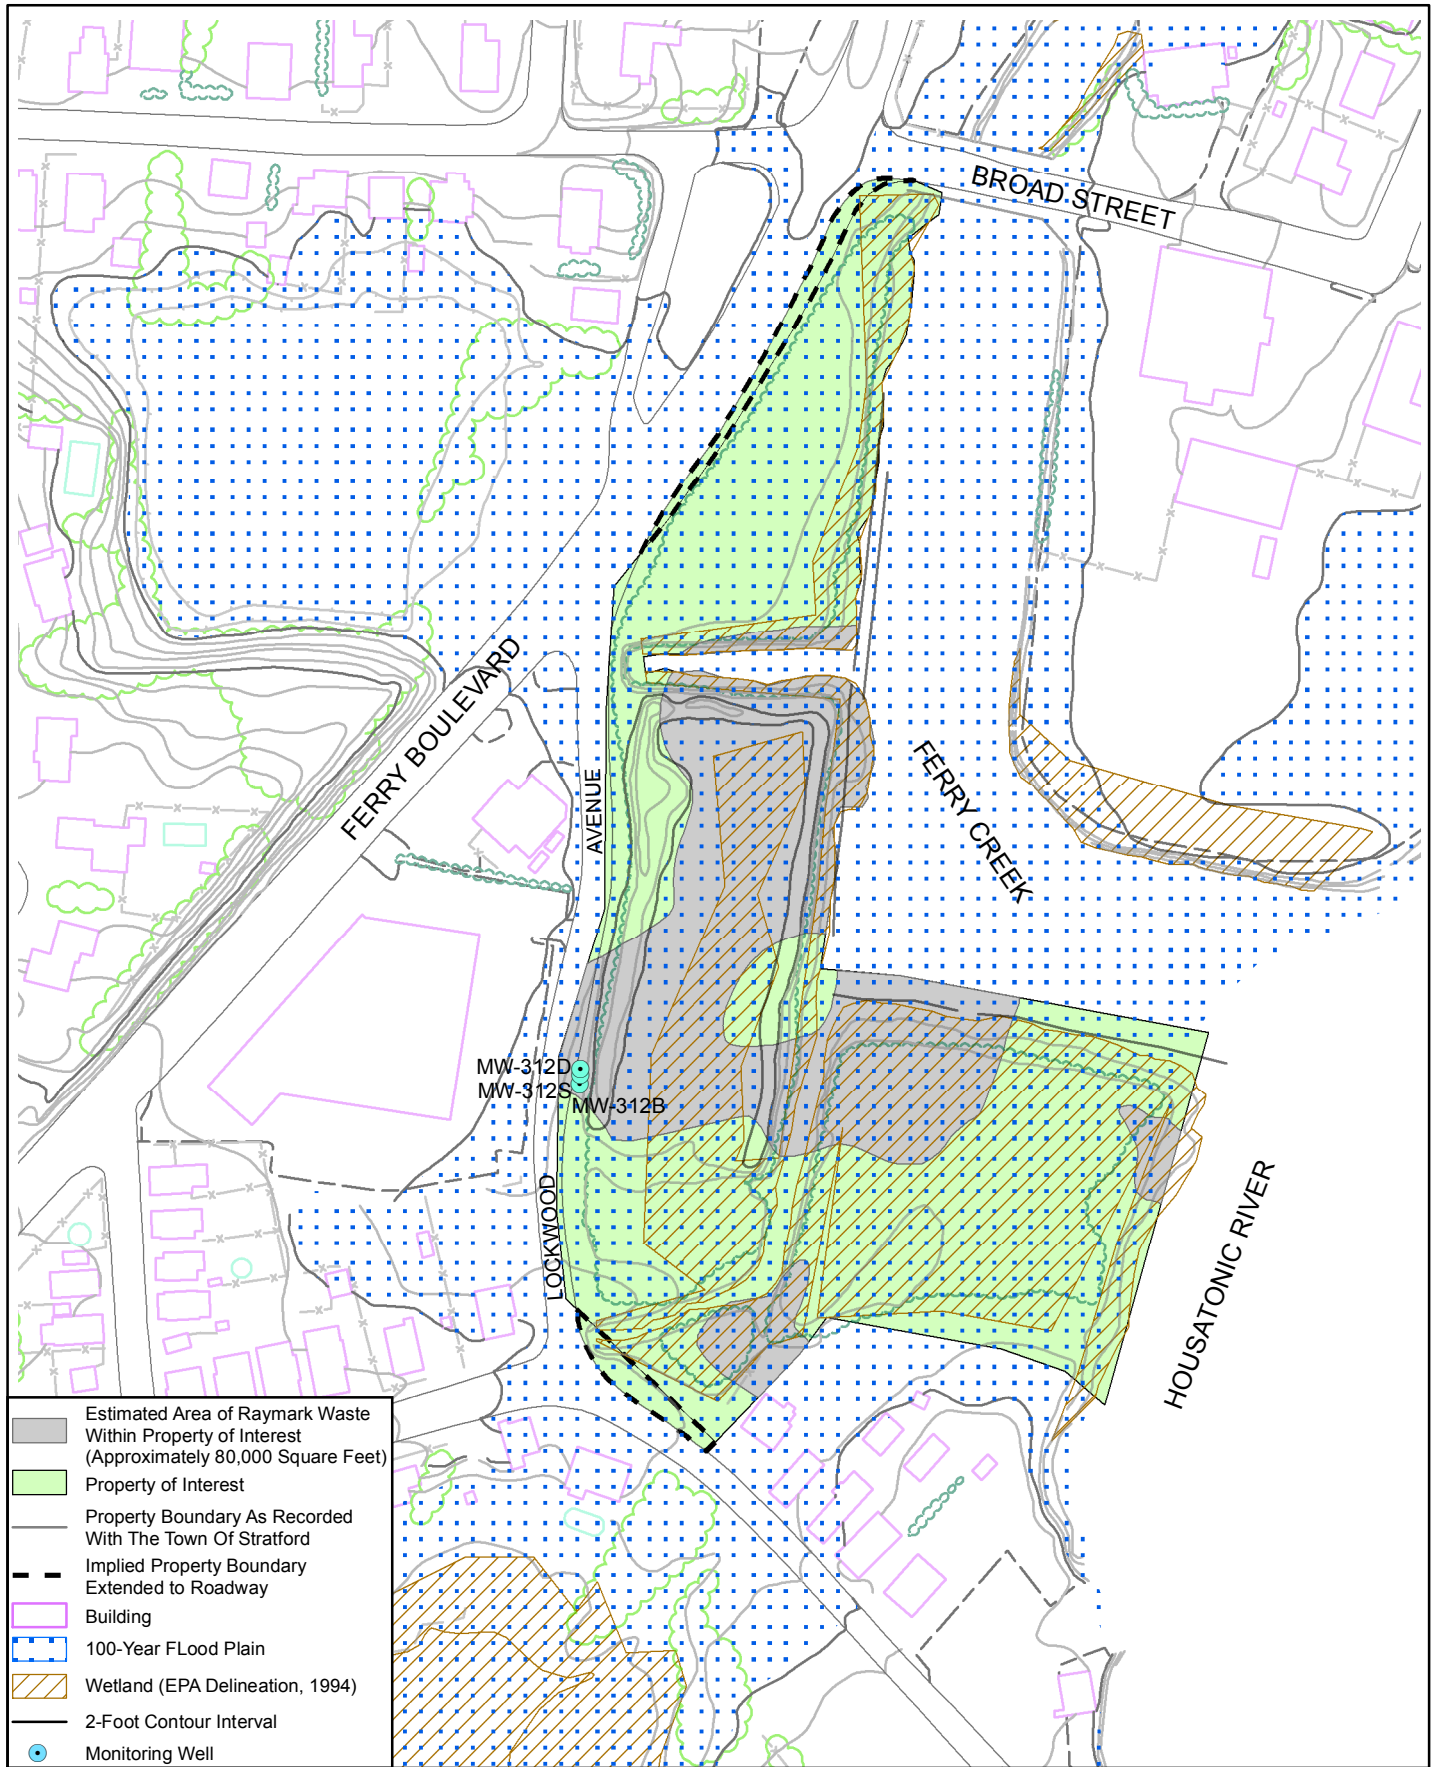 BROAD STREET
FERRY BOULEVARD
AVENUE
FERRY CREEK
MW-312D
MW-312S
MW-312B
LOCKWOOD
HOUSATONIC RIVER
Estimated Area of Raymark Waste
Within Property of Interest
(Approximately 80,000 Square Feet)
Property of Interest
Property Boundary As Recorded
With The Town Of Stratford
Implied Property Boundary
Extended to Roadway
Building
100-Year FLood Plain
Wetland (EPA Delineation, 1994)
2-Foot Contour Interval
Monitoring Well